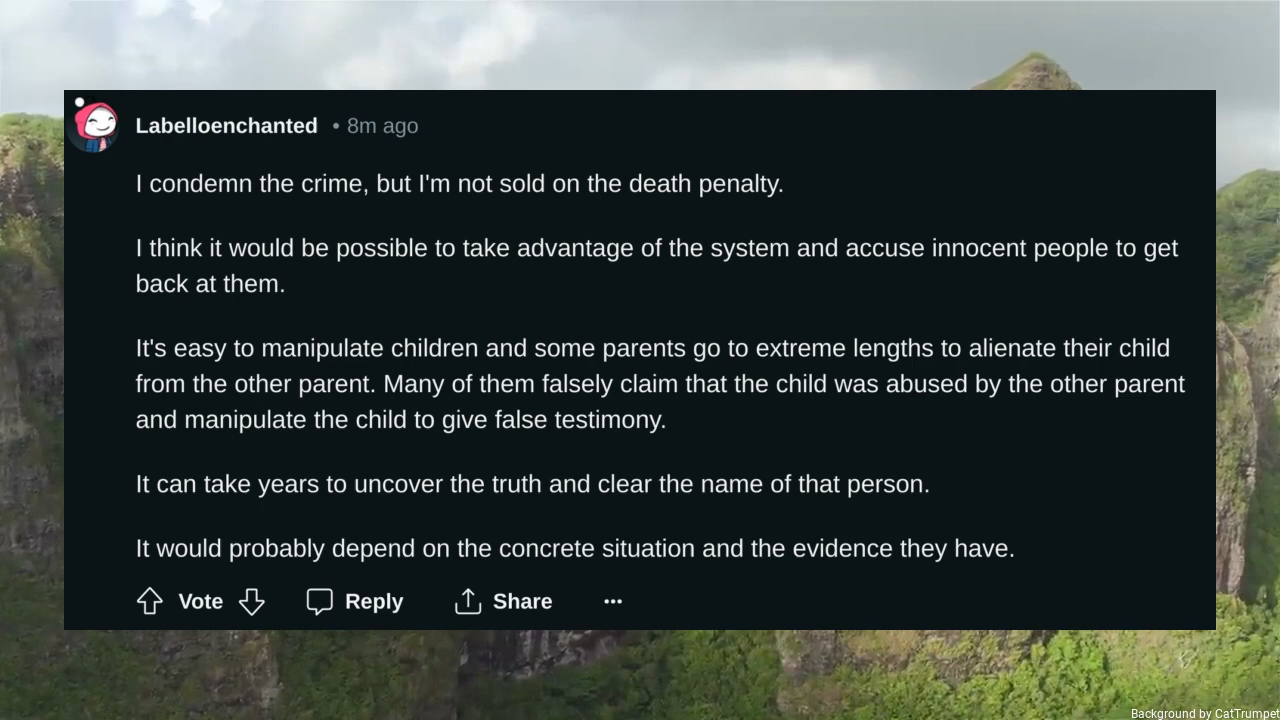 Labelloenchanted • 8m ago
I condemn the crime, but I'm not sold on the death penalty.
I think it would be possible to take advantage of the system and accuse innocent people to get
back at them.
It's easy to manipulate children and some parents go to extreme lengths to alienate their child
from the other parent. Many of them falsely claim that the child was abused by the other parent
and manipulate the child to give false testimony.
It can take years to uncover the truth and clear the name of that person.
It would probably depend on the concrete situation and the evidence they have.
Vote Reply Share ...
Background by CatTrumpet